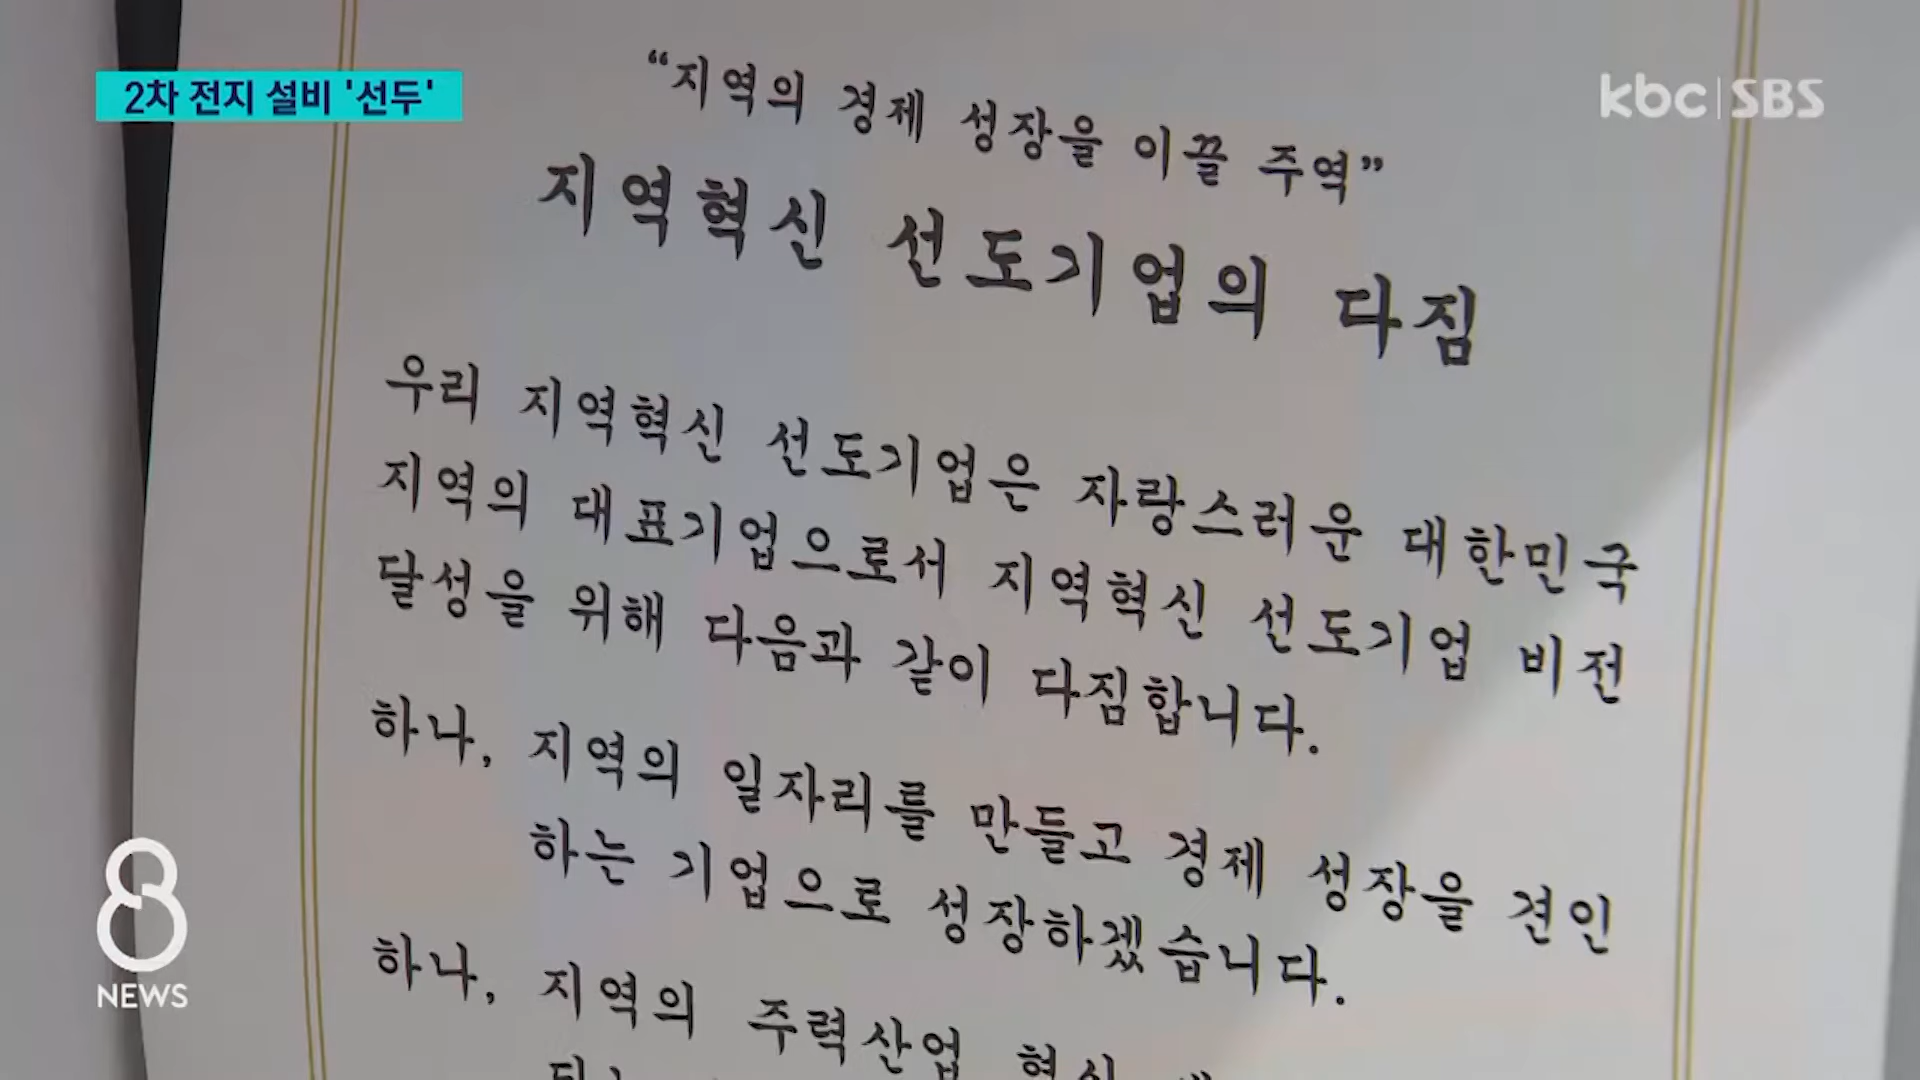 2차 전지 설비 '선두'
kbc SBS
“지역의 경제 성장을 이끌 주역”
지역혁신 선도기업의 다짐
우리 지역혁신 선도기업은 자랑스러운 대한민국
지역의 대표기업으로서 지역혁신 선도기업 비전
달성을 위해 다음과 같이 다짐합니다.
하나, 지역의 일자리를 만들고 경제 성장을 견인
하는 기업으로 성장하겠습니다.
하나, 지역의 주력산업 혁신
8
NEWS